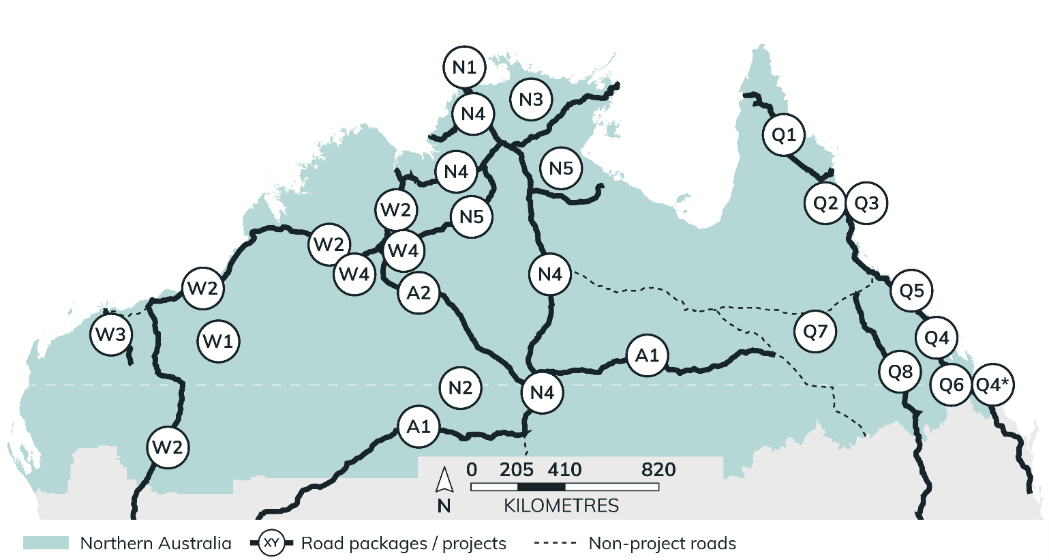 N1
N4
N3
Q1
N4
N5
W2
N5
Q2
Q3
W2
W4
W4
N4
W2
A2
Q5
W3
W1
Q7
Q4
A1
Q8
N2
N4
Q6
Q4*
A1
W2
0 205 410 820
N
KILOMETRES
Northern Australia XY Road packages / projects Non-project roads